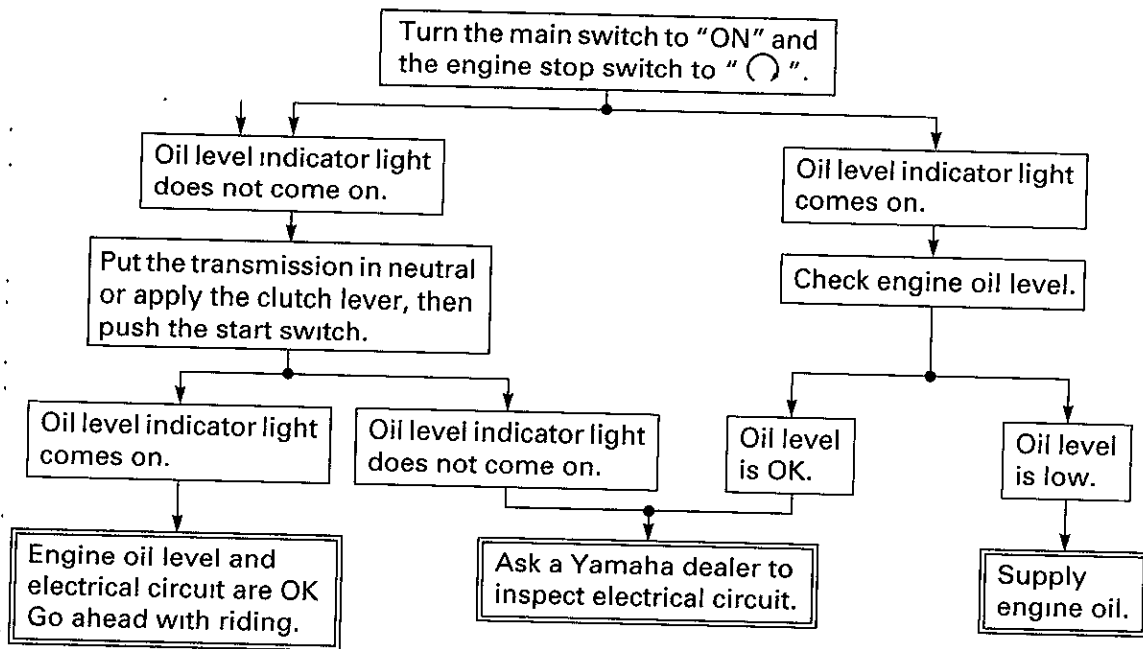 Turn the main switch to "ON" and
the engine stop switch to " ".
Oil level indicator light
does not come on.
Oil level indicator light
comes on.
Put the transmission in neutral
or apply the clutch lever, then
push the start switch.
Check engine oil level.
Oil level indicator light
comes on.
Oil level indicator light
does not come on.
Oil level
is OK.
Oil level
is low.
Engine oil level and
electrical circuit are OK
Go ahead with riding.
Ask a Yamaha dealer to
inspect electrical circuit.
Supply
engine oil.